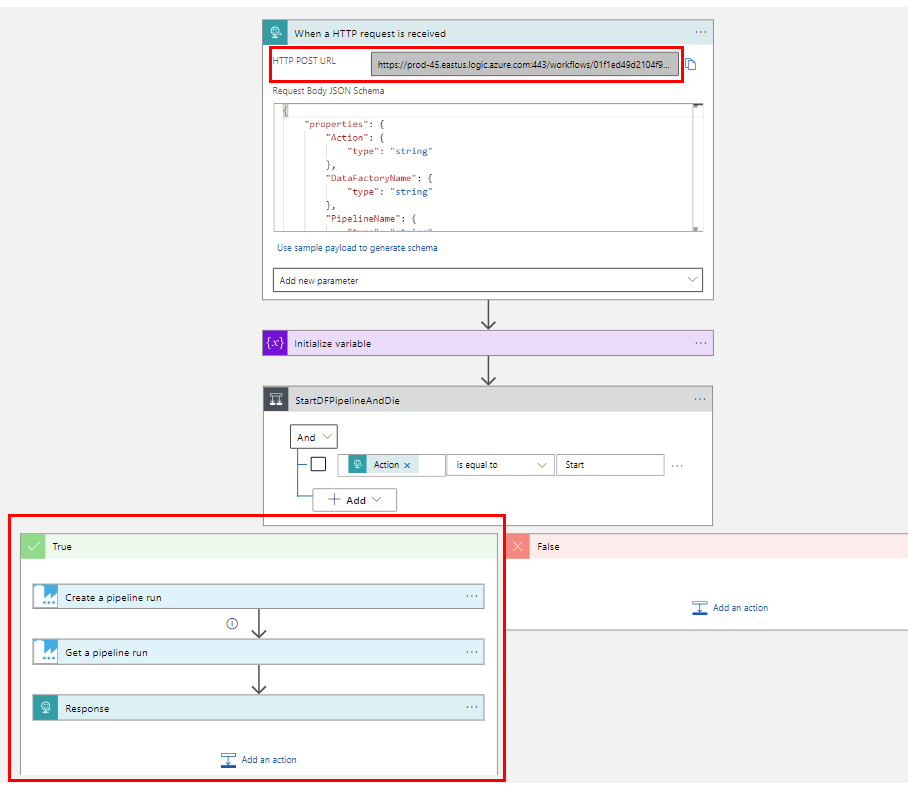 When a HTTP request is received
HTTP POST URL
https://prod-45.eastus.logic.azure.com:443/workflows/01f1ed49d2104f9...
Request Body JSON Schema
{
"properties": {
"Action": {
"type": "string"
},
"DataFactoryName": {
"type": "string"
},
"PipelineName": {
"type": "string"
Use sample payload to generate schema
Add new parameter
{x} Initialize variable
StartDFPipelineAndDie
And
Action × is equal to Start
+ Add
True
False
Create a pipeline run
Add an action
Get a pipeline run
Response
Add an action